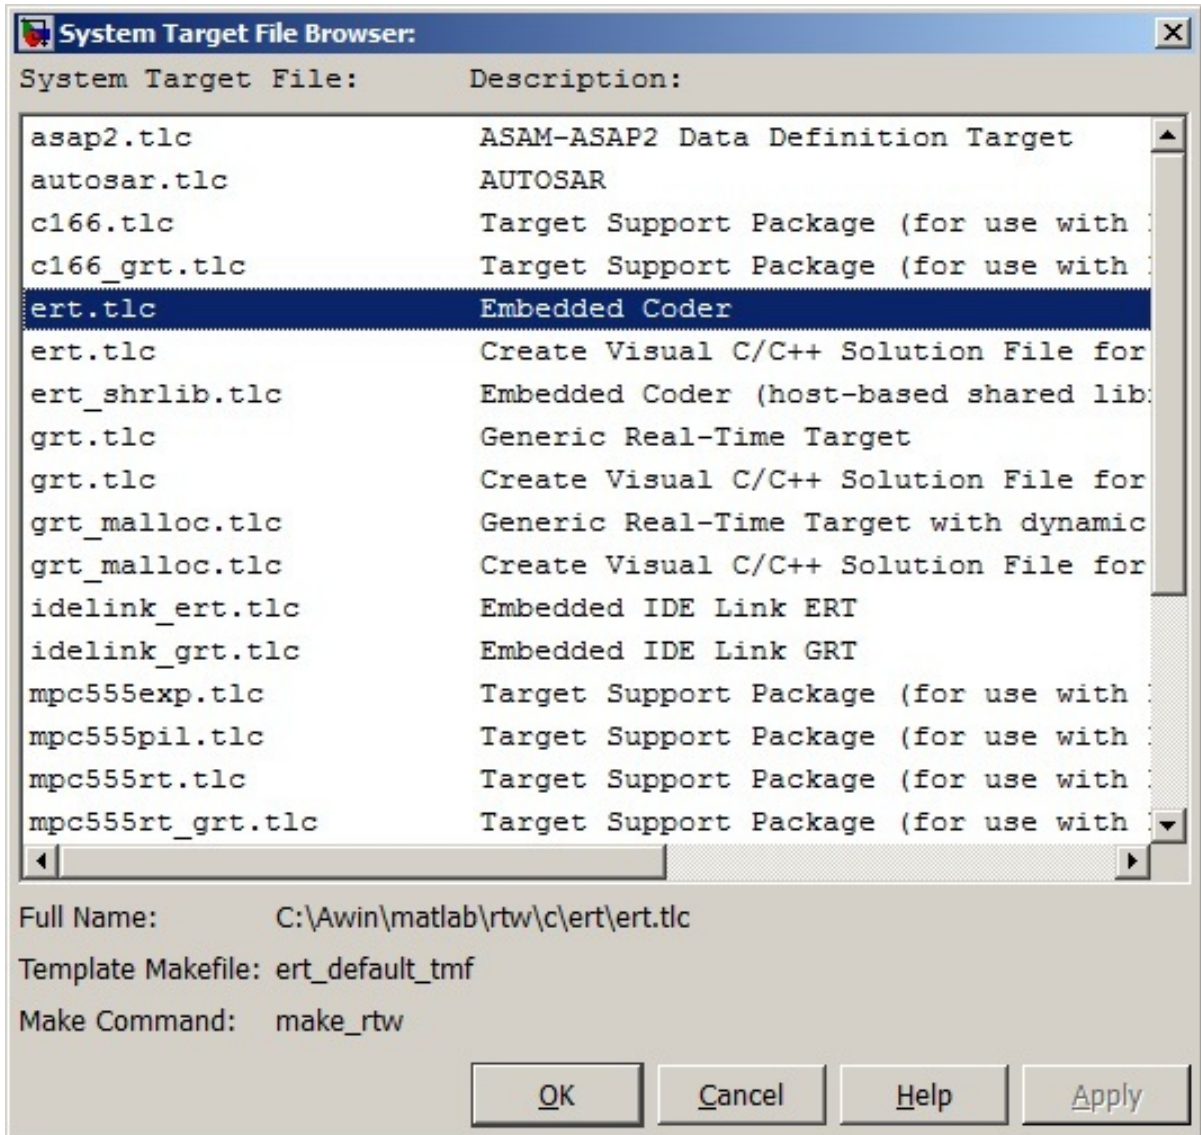 System Target File Browser:
System Target File: Description:
asap2.tlc ASAM-ASAP2 Data Definition Target
autosar.tlc AUTOSAR
c166.tlc Target Support Package (for use with
c166_grt.tlc Target Support Package (for use with
ert.tlc Embedded Coder
ert.tlc Create Visual C/C++ Solution File for
ert_shrlib.tlc Embedded Coder (host-based shared
grt.tlc Generic Real-Time Target
grt.tlc Create Visual C/C++ Solution File for
grt_malloc.tlc Generic Real-Time Target with dynamic
grt_malloc.tlc Create Visual C/C++ Solution File for
idelink_ert.tlc Embedded IDE Link ERT
idelink_grt.tlc Embedded IDE Link GRT
mpc555exp.tlc Target Support Package (for use with
mpc555pil.tlc Target Support Package (for use with
mpc555rt.tlc Target Support Package (for use with
mpc555rt_grt.tlc Target Support Package (for use with
Full Name: C:\Awin\matlab\rtw\c\ert\ert.tlc
Template Makefile: ert_default_tmf
Make Command: make_rtw
OK Cancel Help Apply